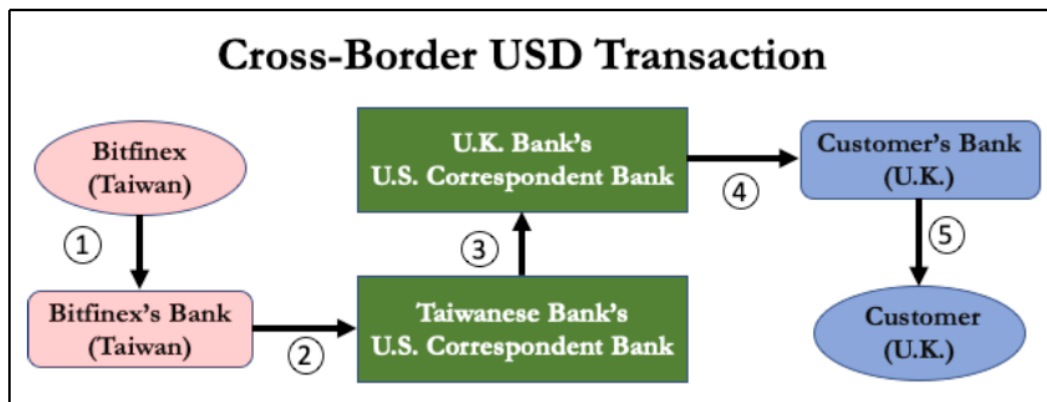 Cross-Border USD Transaction
Bitfinex
(Taiwan)
①
Bitfinex's Bank
(Taiwan)
②
Taiwanese Bank's
U.S. Correspondent Bank
③
U.K. Bank's
U.S. Correspondent Bank
④
Customer's Bank
(U.K.)
⑤
Customer
(U.K.)